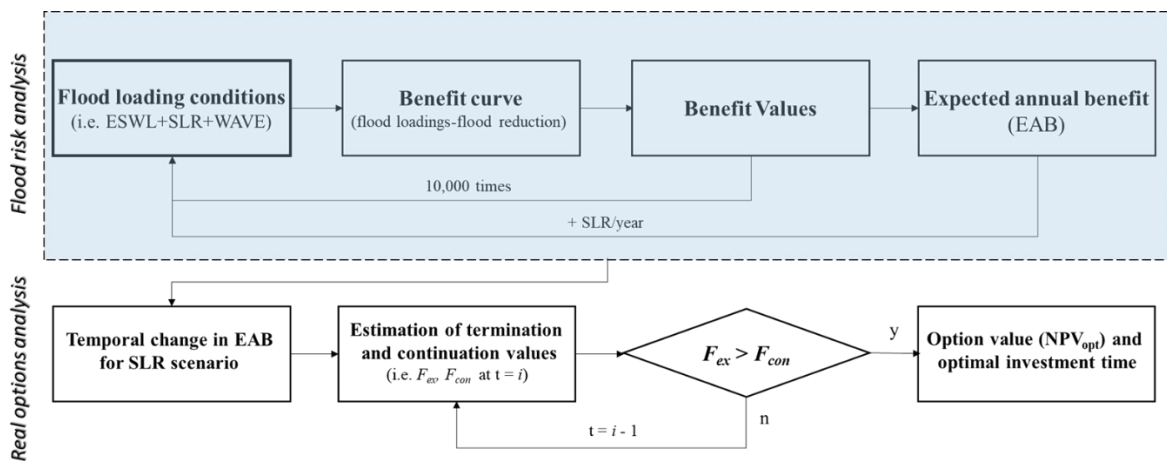 Flood risk analysis
Flood loading conditions
(i.e. ESWL+SLR+WAVE)
Benefit curve
(flood loadings-flood reduction)
Benefit Values
Expected annual benefit
(EAB)
10,000 times
+ SLR/year
Real options analysis
Temporal change in EAB
for SLR scenario
Estimation of termination
and continuation values
(i.e. Fex, Fcon at t = i)
Fex > Fcon
y
n
t = i - 1
Option value (NPVopt) and
optimal investment time